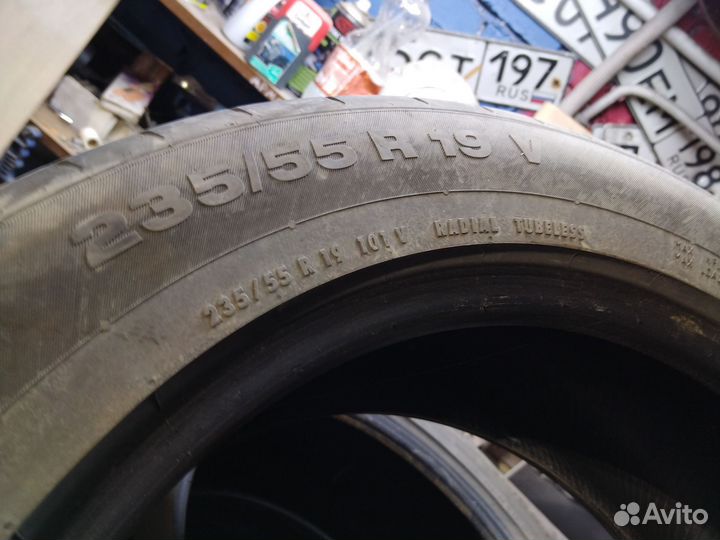 197
RUS
235/55 R 19 V
235/55 R 19 101 V RADIAL TUBELESS
Avito